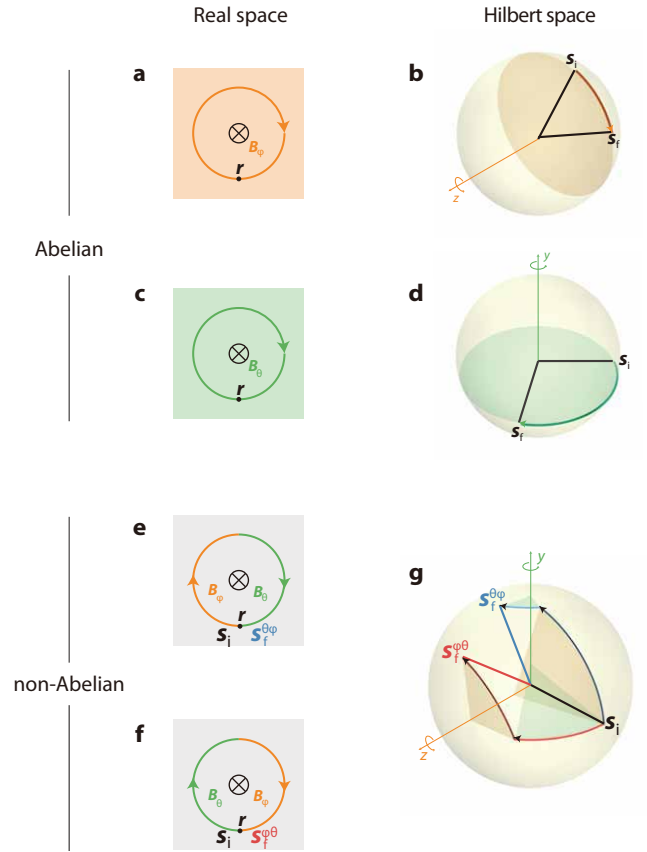 Real space
Hilbert space
Abelian
non-Abelian
a
B_φ
r
b
s_i
s_f
z
c
B_θ
r
d
y
s_i
s_f
e
B_φ
B_θ
r
s_i
s_f^θφ
f
B_θ
B_φ
r
s_i
s_f^φθ
g
y
s_f^θφ
s_f^φθ
s_i
z